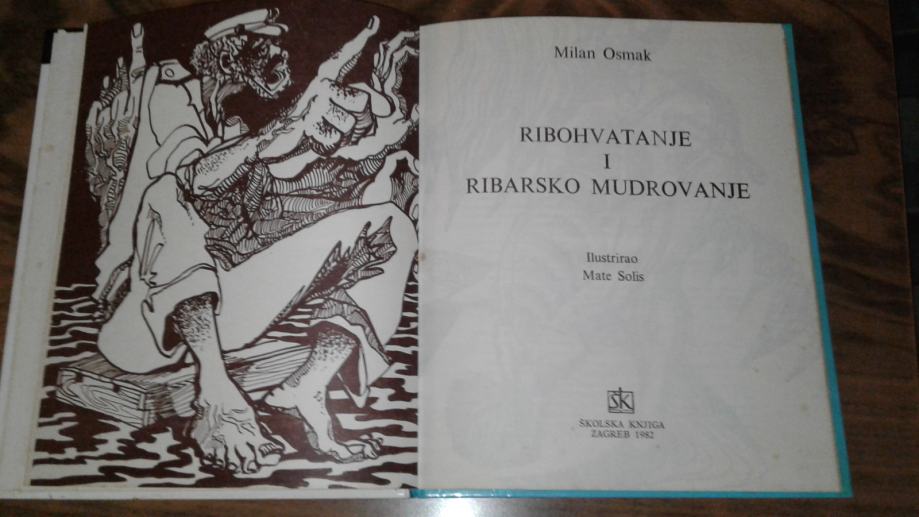 Milan Osmak
RIBOHVATANJE
I
RIBARSKO MUDROVANJE
Ilustrirao
Mate Solis
ŠK
ŠKOLSKA KNJIGA
ZAGREB 1982